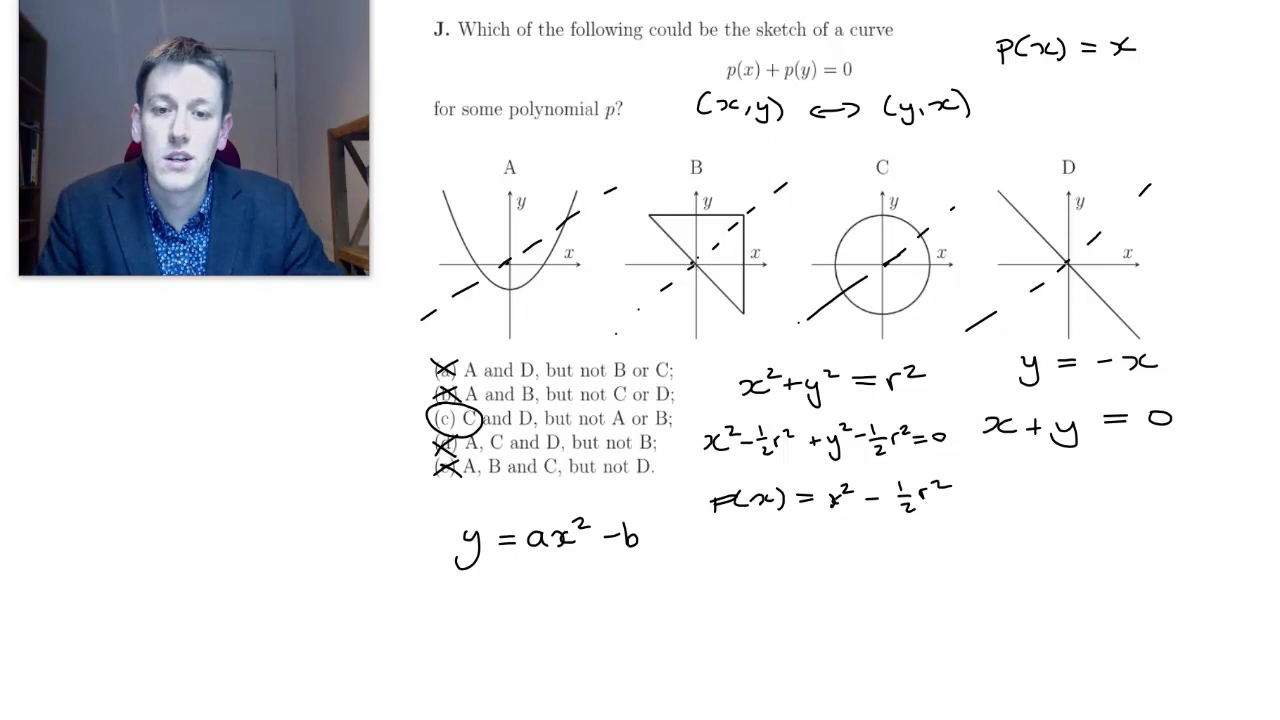 J. Which of the following could be the sketch of a curve
p(x) = x
p(x) + p(y) = 0
for some polynomial p?
(x,y) ↔ (y,x)
A B C D
y y y y
x x x x
(a) A and D, but not B or C;
(b) A and B, but not C or D;
(c) C and D, but not A or B;
(d) A, C and D, but not B;
(e) A, B and C, but not D.
x² + y² = r²
x² - ½r² + y² - ½r² = 0
p(x) = x² - ½r²
y = -x
x + y = 0
y = ax² - b